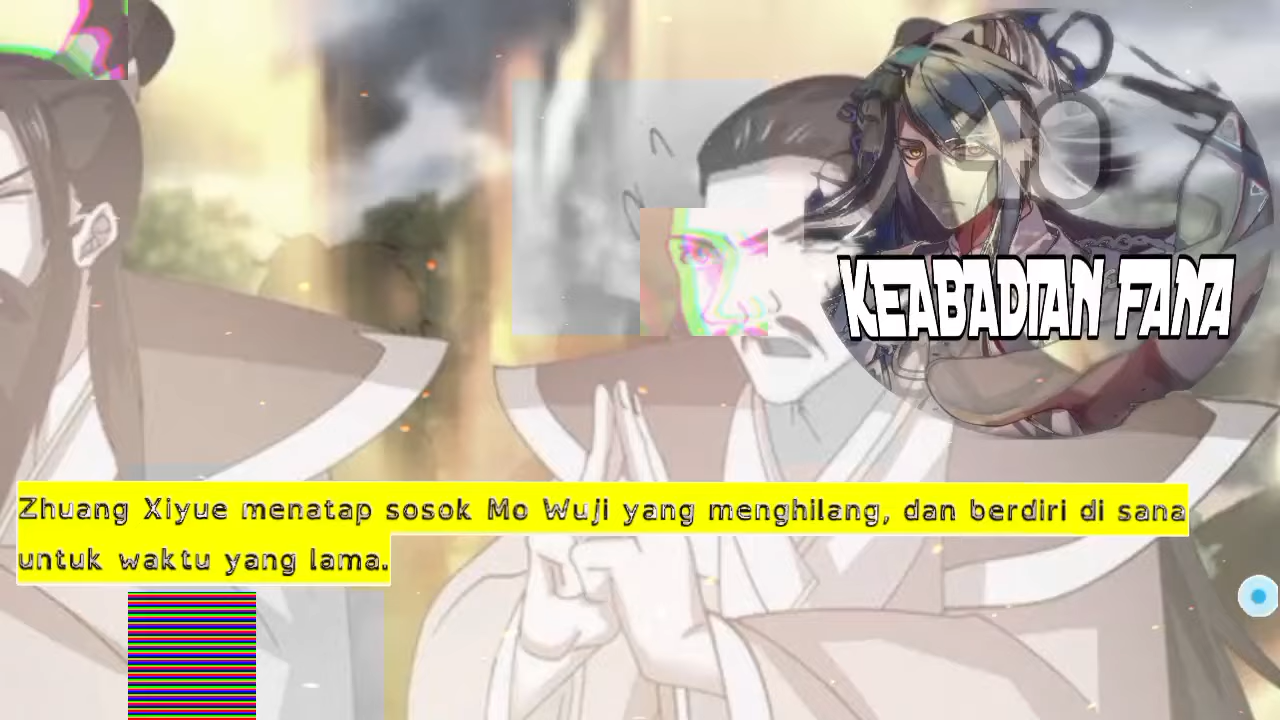 KEABADIAN FANA
Zhuang Xiyue menatap sosok Mo Wuji yang menghilang, dan berdiri di sana
untuk waktu yang lama.